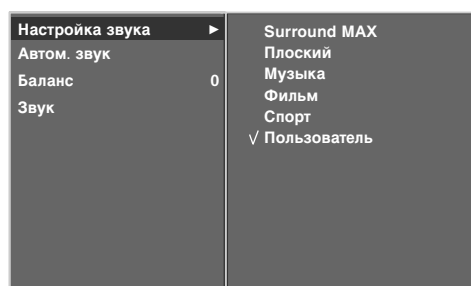 Настройка звука ►
Автом. звук
Баланс 0
Звук
Surround MAX
Плоский
Музыка
Фильм
Спорт
√ Пользователь